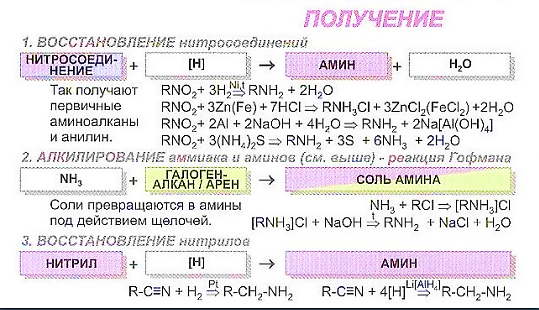 ПОЛУЧЕНИЕ
1. ВОССТАНОВЛЕНИЕ нитросоединений
НИТРОСОЕДИ-НЕНИЕ + [H] → АМИН + H₂O
Так получают первичные аминоалканы и анилин.
RNO₂+ 3H₂ ⇒ᴺⁱ·ᵗ RNH₂ + 2H₂O
RNO₂+ 3Zn(Fe) + 7HCl ⇒ RNH₃Cl + 3ZnCl₂(FeCl₂) +2H₂O
RNO₂+ 2Al + 2NaOH + 4H₂O ⇒ RNH₂ + 2Na[Al(OH)₄]
RNO₂+ 3(NH₄)₂S ⇒ RNH₂ + 3S + 6NH₃ + 2H₂O
2. АЛКИЛИРОВАНИЕ аммиака и аминов (см. выше) - реакция Гофмана
NH₃ + ГАЛОГЕН-АЛКАН / АРЕН → СОЛЬ АМИНА
Соли превращаются в амины под действием щелочей.
NH₃ + RCl ⇒ [RNH₃]Cl
[RNH₃]Cl + NaOH ⇒ᵗ RNH₂ + NaCl + H₂O
3. ВОССТАНОВЛЕНИЕ нитрилов
НИТРИЛ + [H] → АМИН
R-C≡N + H₂ ⇒ᴾᵗ R-CH₂-NH₂
R-C≡N + 4[H] ⇒ Li[AlH₄] R-CH₂-NH₂